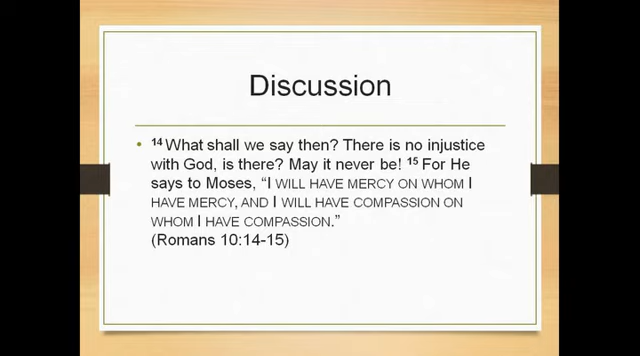 Discussion
• ¹⁴ What shall we say then? There is no injustice
with God, is there? May it never be! ¹⁵ For He
says to Moses, “I WILL HAVE MERCY ON WHOM I
HAVE MERCY, AND I WILL HAVE COMPASSION ON
WHOM I HAVE COMPASSION.”
(Romans 10:14-15)